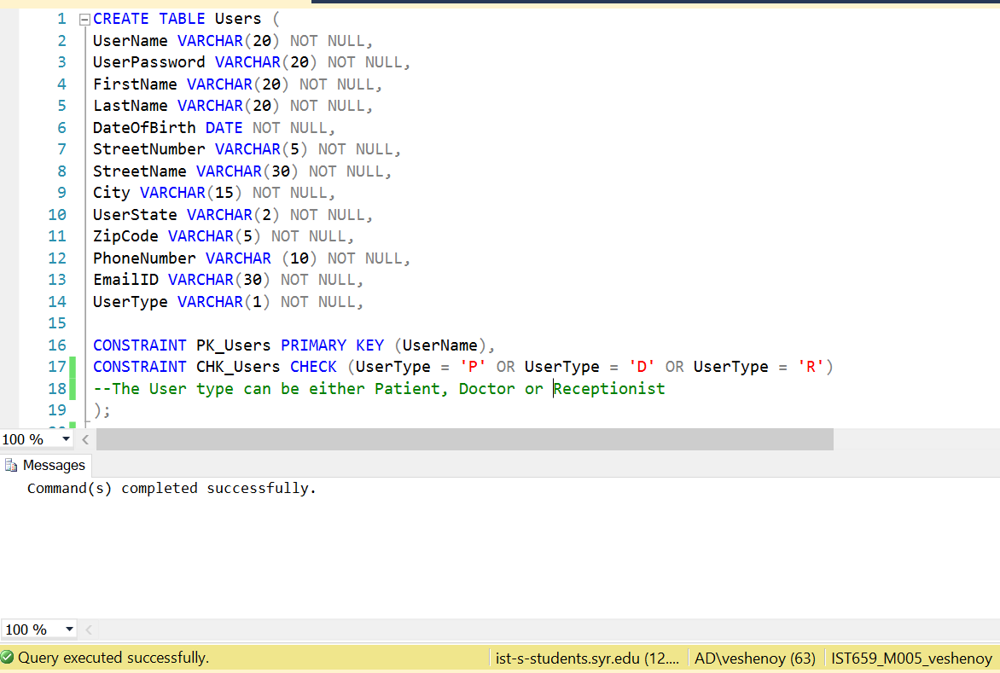 1 CREATE TABLE Users (
2 UserName VARCHAR(20) NOT NULL,
3 UserPassword VARCHAR(20) NOT NULL,
4 FirstName VARCHAR(20) NOT NULL,
5 LastName VARCHAR(20) NOT NULL,
6 DateOfBirth DATE NOT NULL,
7 StreetNumber VARCHAR(5) NOT NULL,
8 StreetName VARCHAR(30) NOT NULL,
9 City VARCHAR(15) NOT NULL,
10 UserState VARCHAR(2) NOT NULL,
11 ZipCode VARCHAR(5) NOT NULL,
12 PhoneNumber VARCHAR (10) NOT NULL,
13 EmailID VARCHAR(30) NOT NULL,
14 UserType VARCHAR(1) NOT NULL,
15
16 CONSTRAINT PK_Users PRIMARY KEY (UserName),
17 CONSTRAINT CHK_Users CHECK (UserType = 'P' OR UserType = 'D' OR UserType = 'R')
18 --The User type can be either Patient, Doctor or Receptionist
19 );
100 %
Messages
Command(s) completed successfully.
100 %
Query executed successfully. ist-s-students.syr.edu (12.... AD\veshenoy (63) IST659_M005_veshenoy